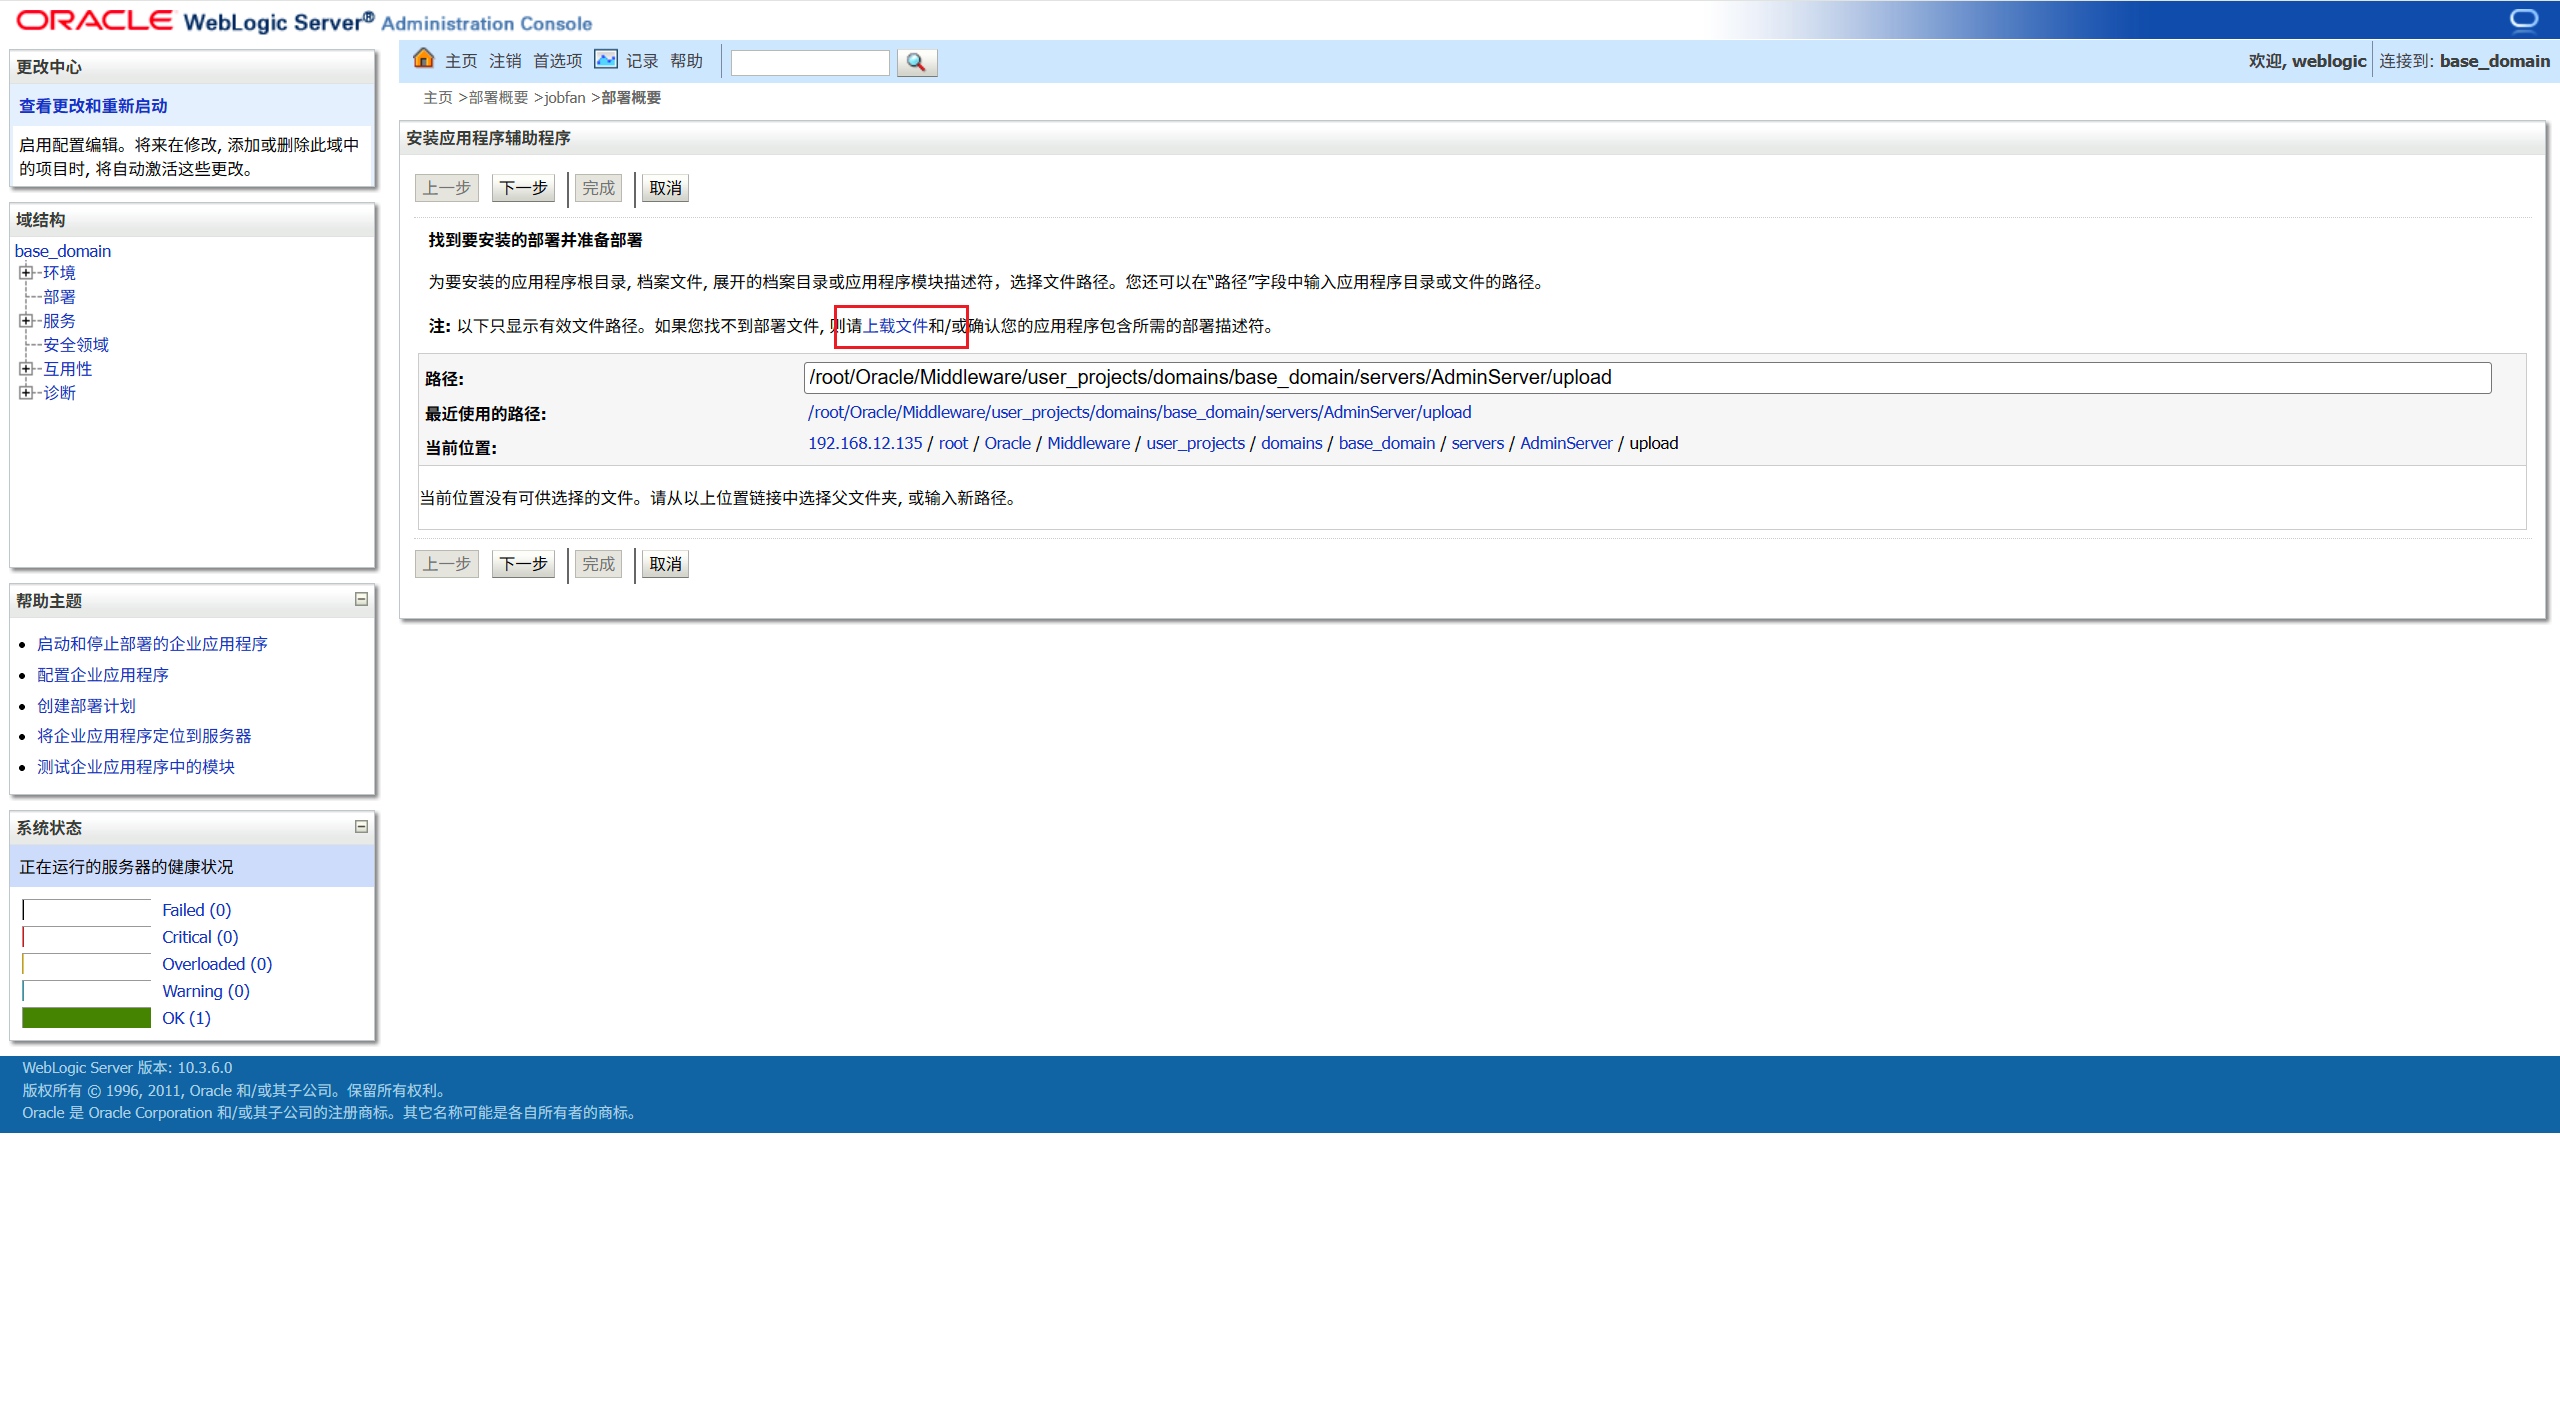 ORACLE WebLogic Server® Administration Console
更改中心
查看更改和重新启动
启用配置编辑。将来在修改, 添加或删除此域中
的项目时, 将自动激活这些更改。
域结构
base_domain
环境
部署
服务
安全领域
互用性
诊断
帮助主题
启动和停止部署的企业应用程序
配置企业应用程序
创建部署计划
将企业应用程序定位到服务器
测试企业应用程序中的模块
系统状态
正在运行的服务器的健康状况
Failed (0)
Critical (0)
Overloaded (0)
Warning (0)
OK (1)
主页 注销 首选项 记录 帮助
欢迎, weblogic 连接到: base_domain
主页 >部署概要 >jobfan >部署概要
安装应用程序辅助程序
上一步 下一步 完成 取消
找到要安装的部署并准备部署
为要安装的应用程序根目录, 档案文件, 展开的档案目录或应用程序模块描述符，选择文件路径。您还可以在“路径”字段中输入应用程序目录或文件的路径。
注: 以下只显示有效文件路径。如果您找不到部署文件, 则请上载文件和/或确认您的应用程序包含所需的部署描述符。
路径: /root/Oracle/Middleware/user_projects/domains/base_domain/servers/AdminServer/upload
最近使用的路径: /root/Oracle/Middleware/user_projects/domains/base_domain/servers/AdminServer/upload
当前位置: 192.168.12.135 / root / Oracle / Middleware / user_projects / domains / base_domain / servers / AdminServer / upload
当前位置没有可供选择的文件。请从以上位置链接中选择父文件夹, 或输入新路径。
上一步 下一步 完成 取消
WebLogic Server 版本: 10.3.6.0
版权所有 © 1996, 2011, Oracle 和/或其子公司。保留所有权利。
Oracle 是 Oracle Corporation 和/或其子公司的注册商标。其它名称可能是各自所有者的商标。